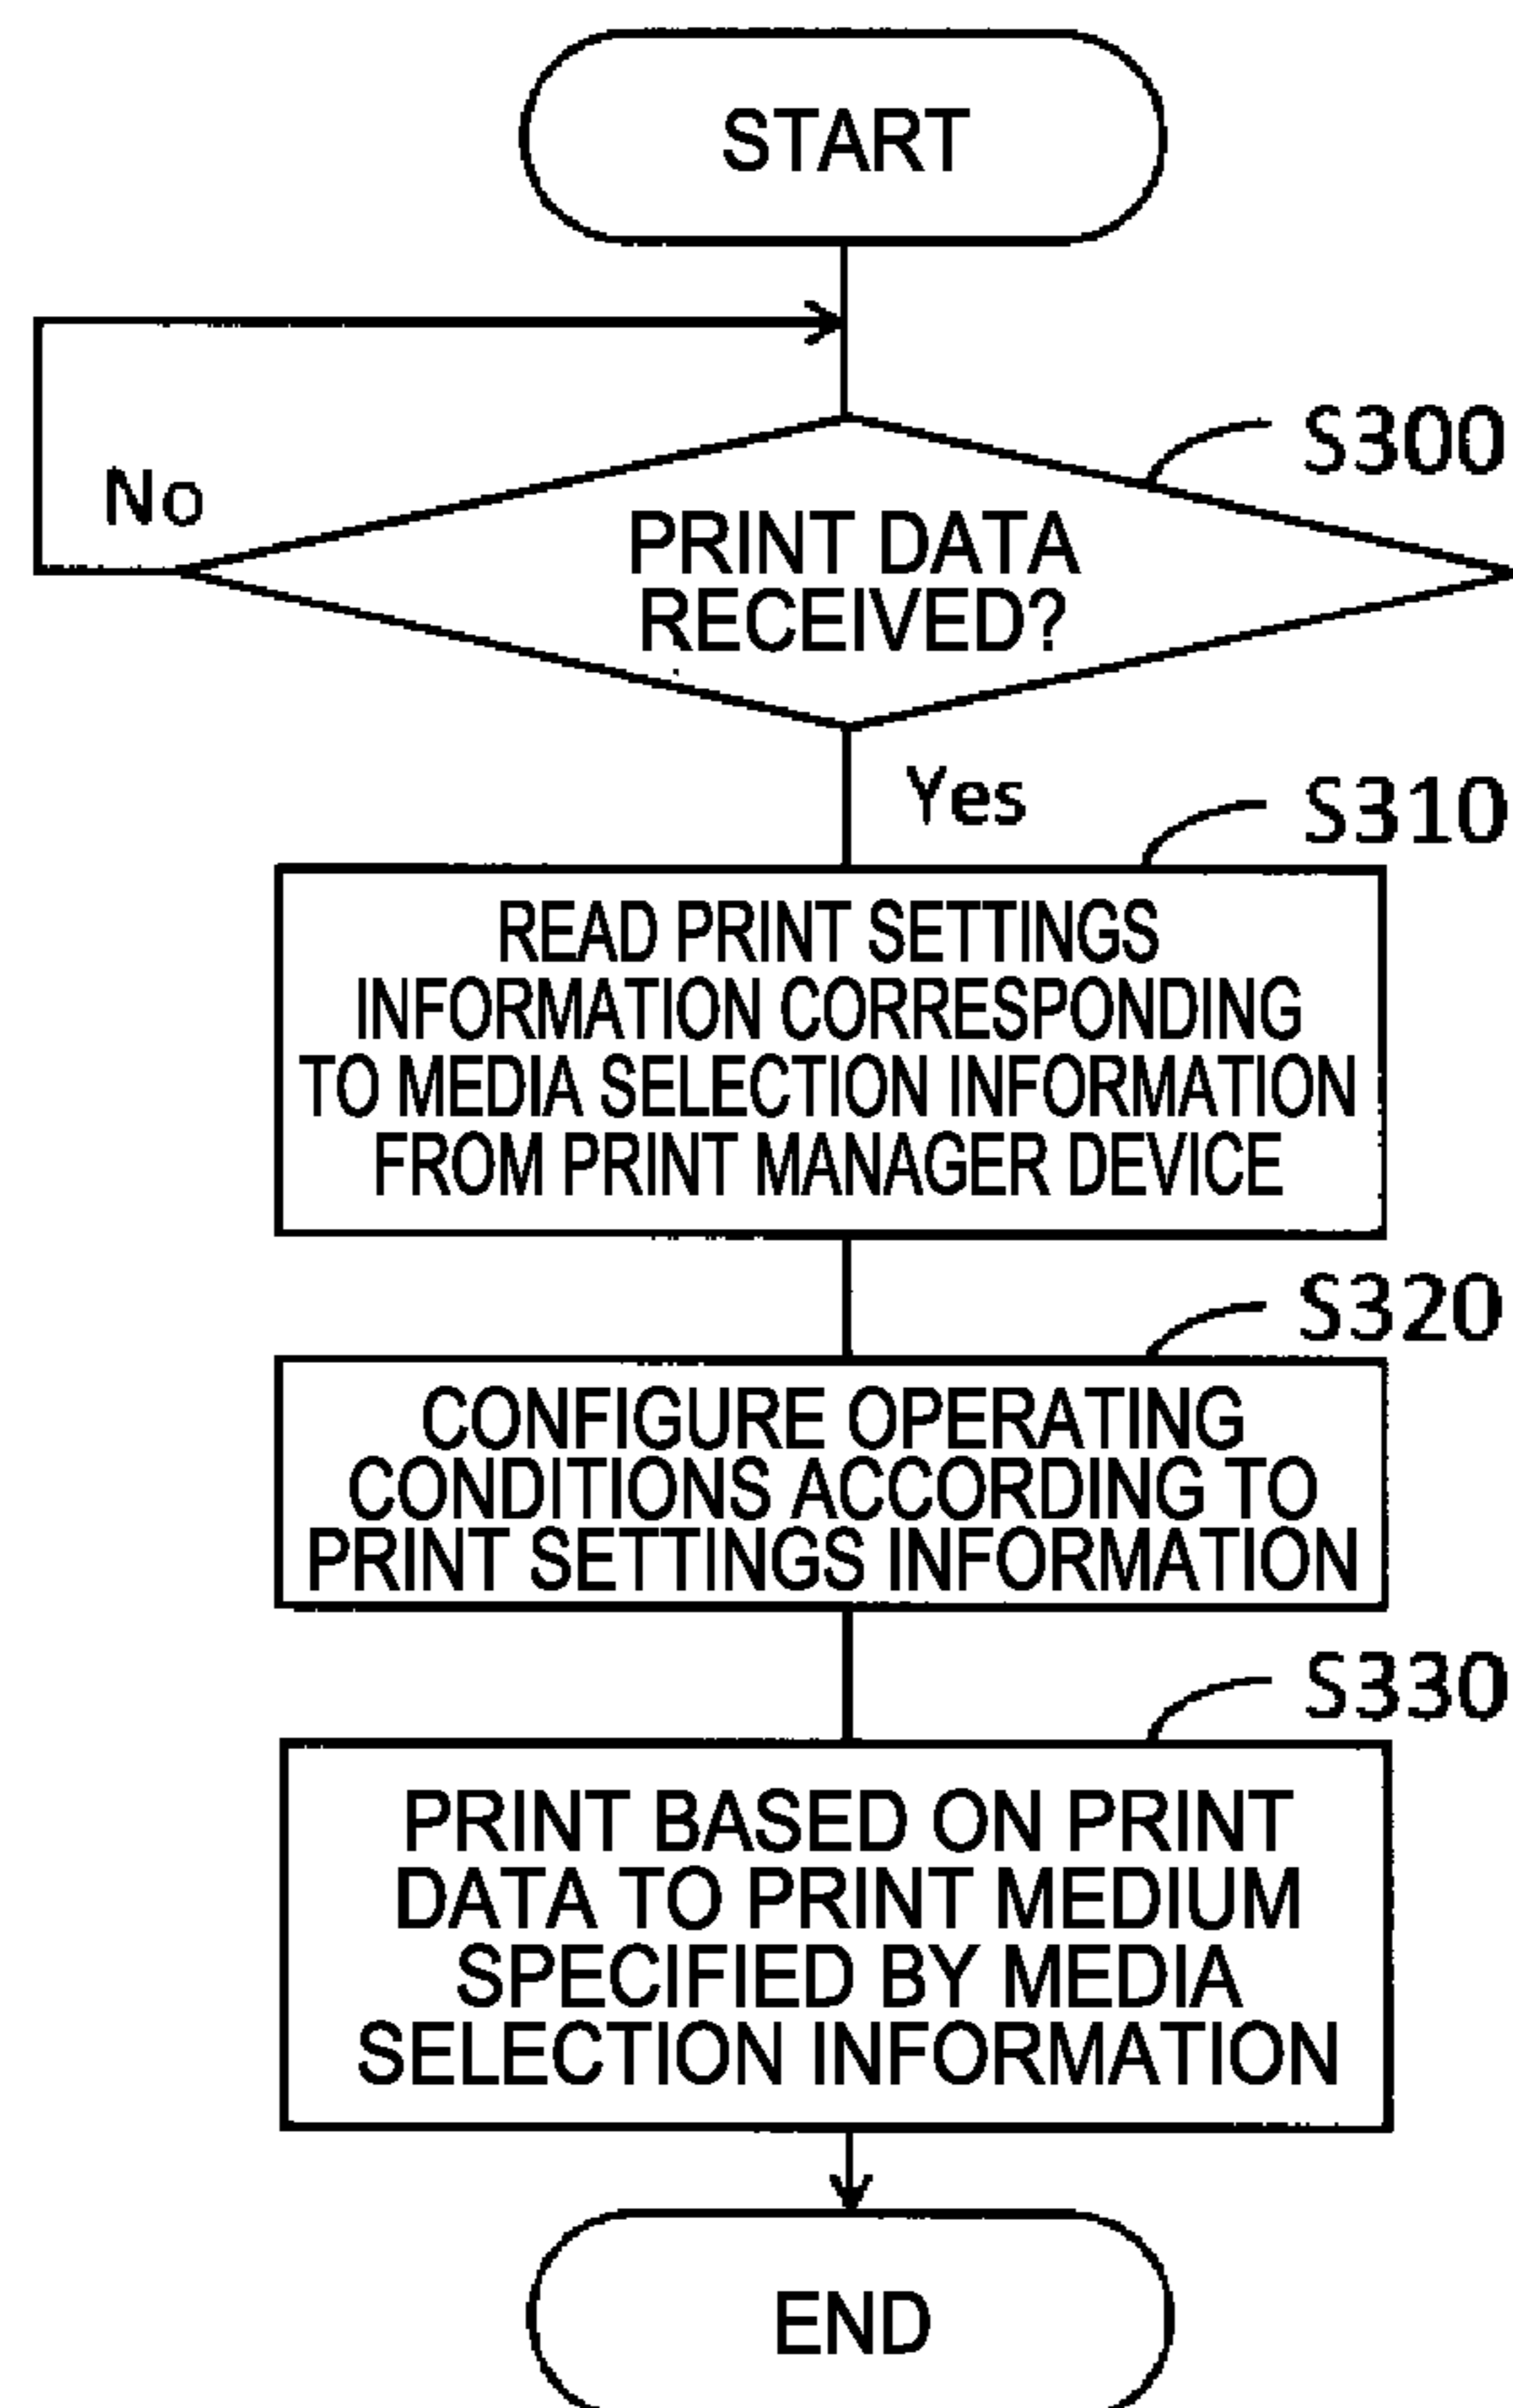 START
S300
No
PRINT DATA
RECEIVED?
Yes
S310
READ PRINT SETTINGS
INFORMATION CORRESPONDING
TO MEDIA SELECTION INFORMATION
FROM PRINT MANAGER DEVICE
S320
CONFIGURE OPERATING
CONDITIONS ACCORDING TO
PRINT SETTINGS INFORMATION
S330
PRINT BASED ON PRINT
DATA TO PRINT MEDIUM
SPECIFIED BY MEDIA
SELECTION INFORMATION
END